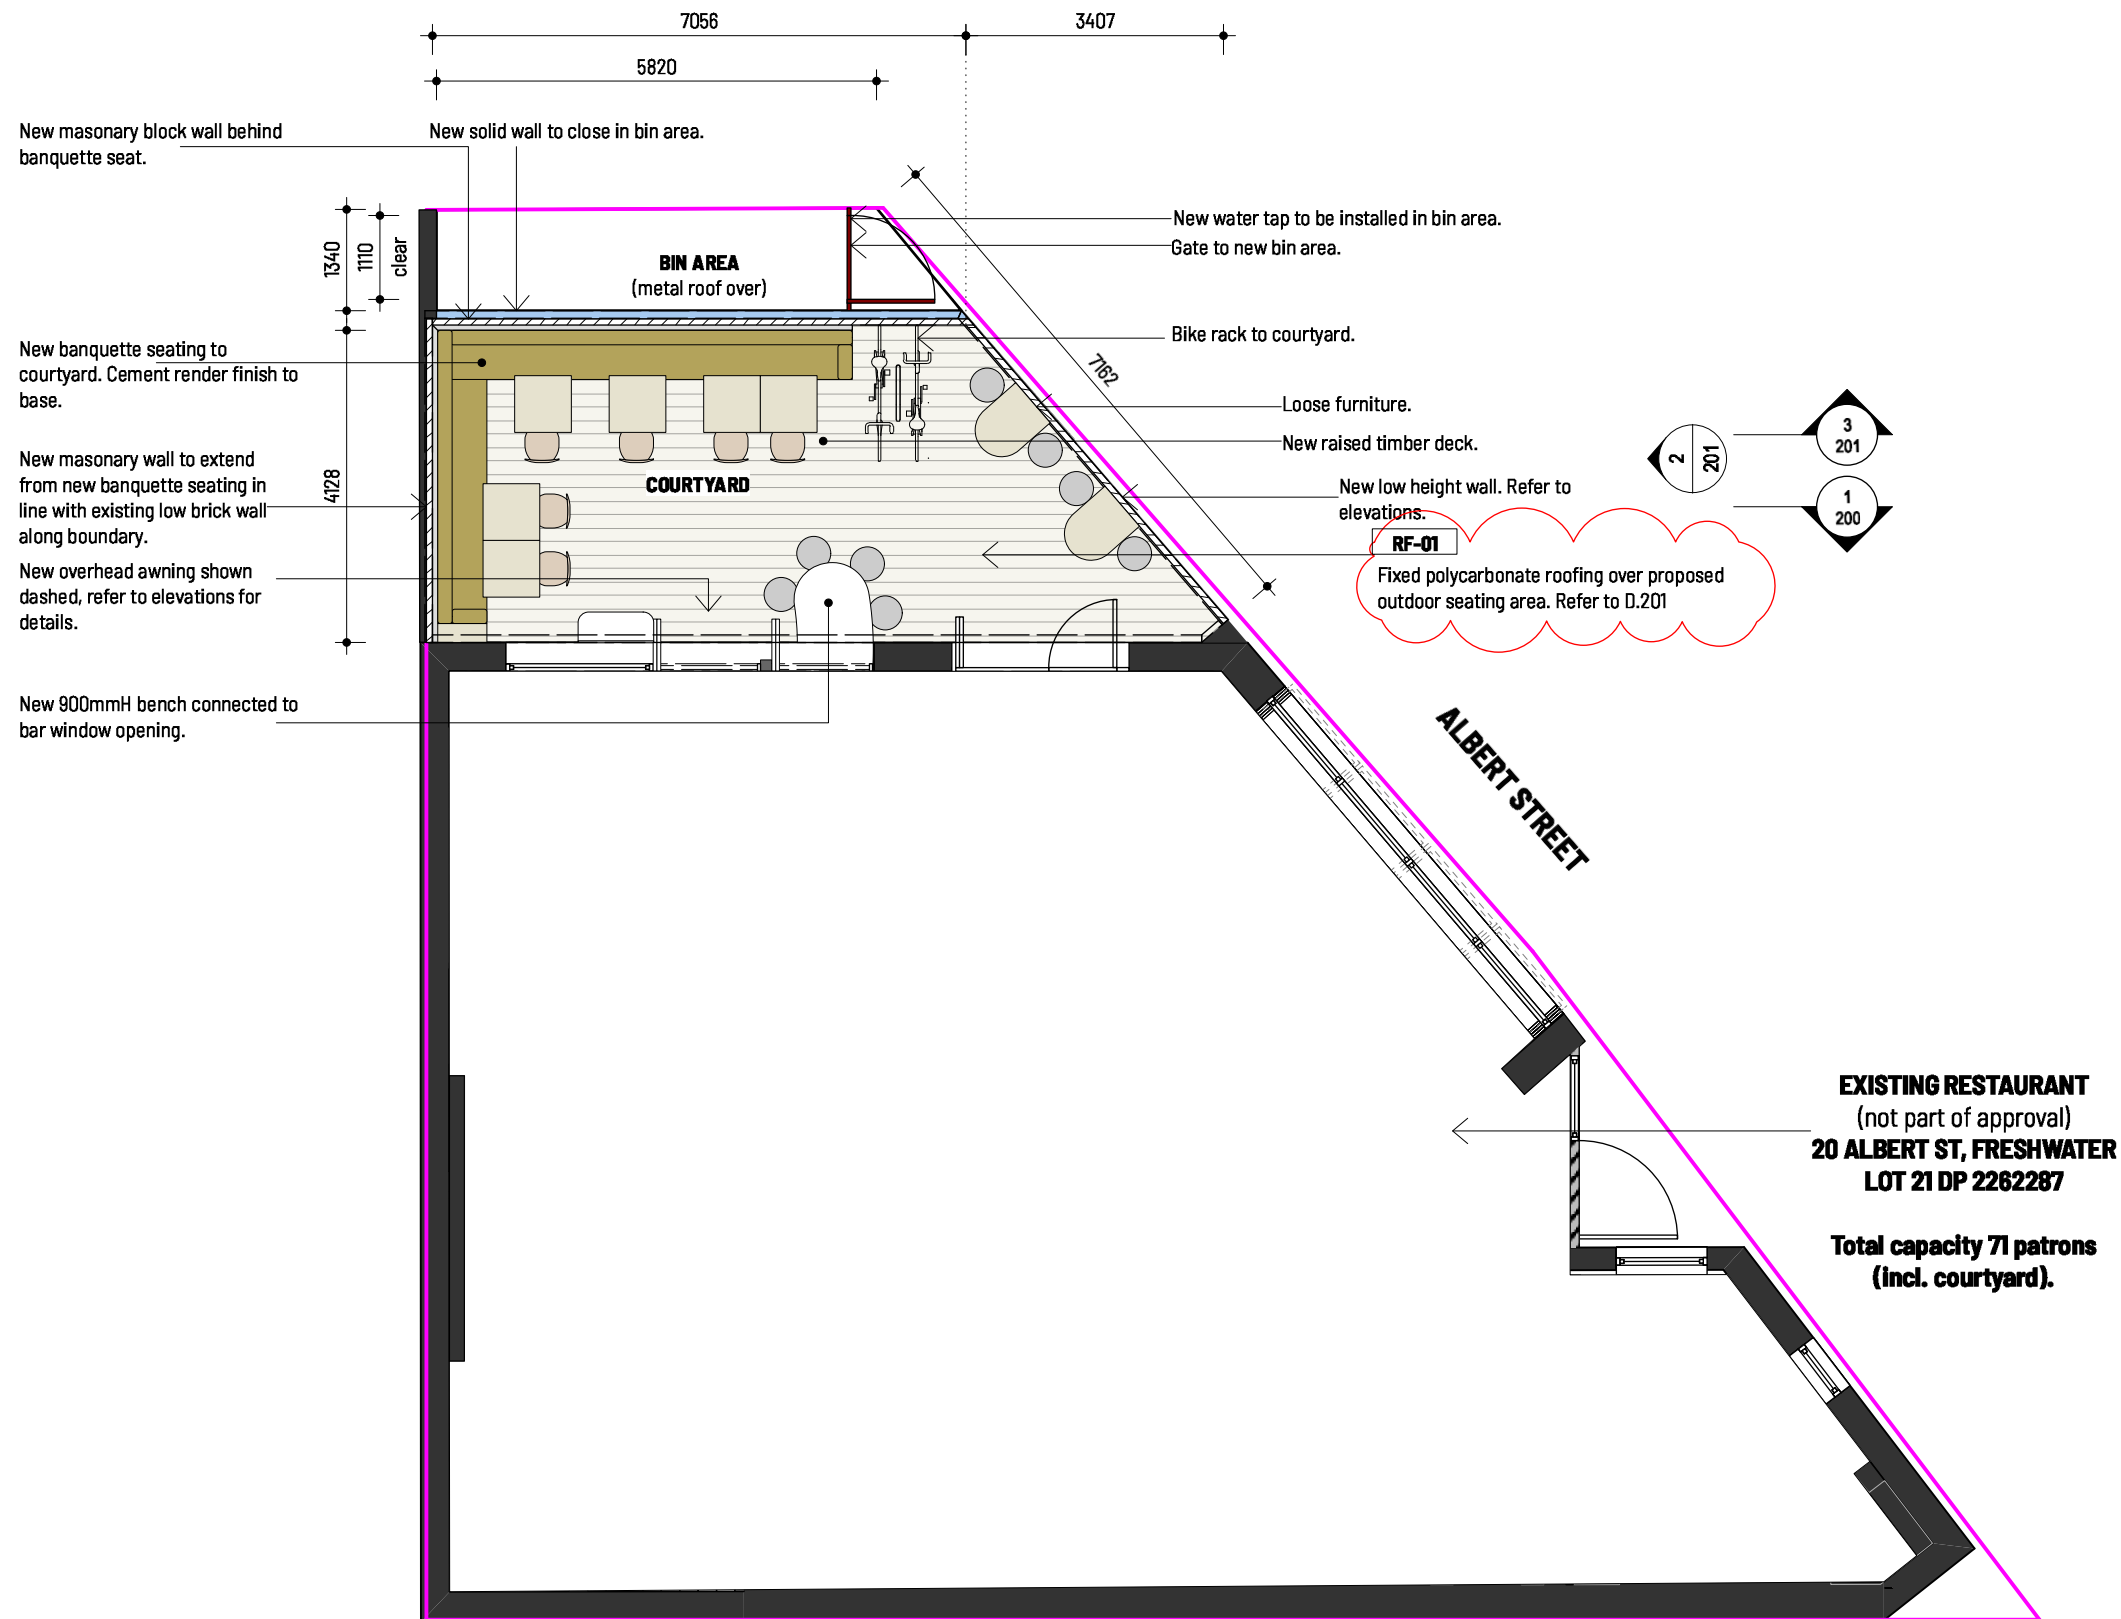 7056
3407
5820
New masonary block wall behind
banquette seat.
New solid wall to close in bin area.
1340
1110
clear
BIN AREA
(metal roof over)
New water tap to be installed in bin area.
Gate to new bin area.
Bike rack to courtyard.
7162
New banquette seating to
courtyard. Cement render finish to
base.
Loose furniture.
New raised timber deck.
3
201
2
201
1
200
New masonary wall to extend
from new banquette seating in
line with existing low brick wall
along boundary.
4128
COURTYARD
New low height wall. Refer to
elevations.
RF-01
Fixed polycarbonate roofing over proposed
outdoor seating area. Refer to D.201
New overhead awning shown
dashed, refer to elevations for
details.
New 900mmH bench connected to
bar window opening.
ALBERT STREET
EXISTING RESTAURANT
(not part of approval)
20 ALBERT ST, FRESHWATER
LOT 21 DP 2262287
Total capacity 71 patrons
(incl. courtyard).